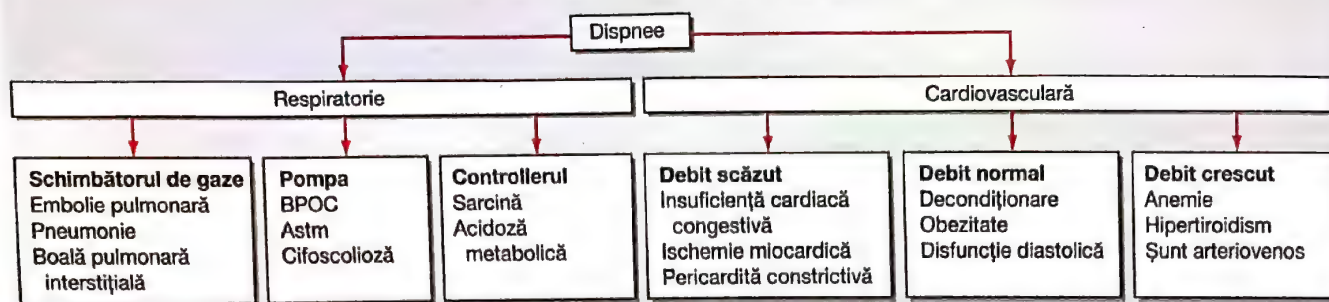 Dispnee
Respiratorie
Cardiovasculară
Schimbătorul de gaze
Embolie pulmonară
Pneumonie
Boală pulmonară
interstițială
Pompa
BPOC
Astm
Cifoscolioză
Controllerul
Sarcină
Acidoză
metabolică
Debit scăzut
Insuficiență cardiacă
congestivă
Ischemie miocardică
Pericardită constrictivă
Debit normal
Decondiționare
Obezitate
Disfuncție diastolică
Debit crescut
Anemie
Hipertiroidism
Șunt arteriovenos